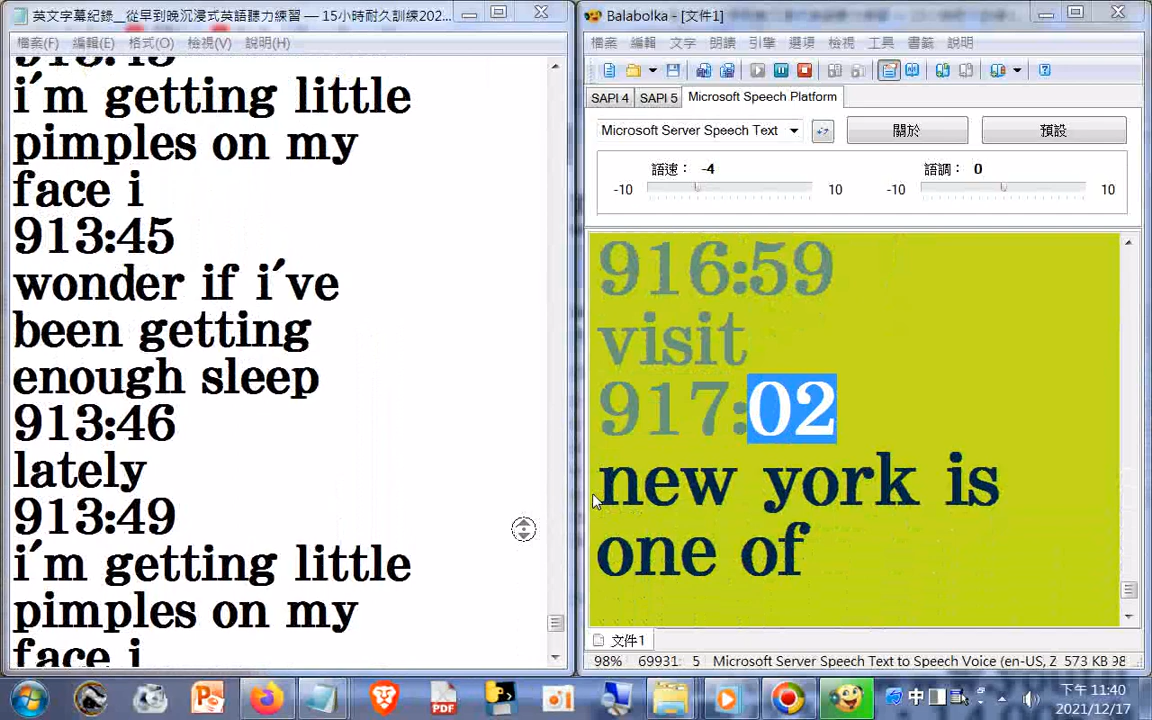 英文字幕紀錄__從早到晚沉浸式英語聽力練習 — 15小時耐久訓練202...
檔案(F) 編輯(E) 格式(O) 檢視(V) 說明(H)
913:43
i´m getting little
pimples on my
face i
913:45
wonder if i´ve
been getting
enough sleep
913:46
lately
913:49
i´m getting little
pimples on my
face i
Balabolka - [文件1]
檔案 編輯 文字 朗讀 引擎 選項 檢視 工具 書籤 說明
SAPI 4 SAPI 5 Microsoft Speech Platform
Microsoft Server Speech Text 關於 預設
語速: -4 語調: 0
-10 10 -10 10
916:59
visit
917:02
new york is
one of
文件1
98% 69931: 5 Microsoft Server Speech Text to Speech Voice (en-US, Z 573 KB 98
PDF 中 下午 11:40
2021/12/17